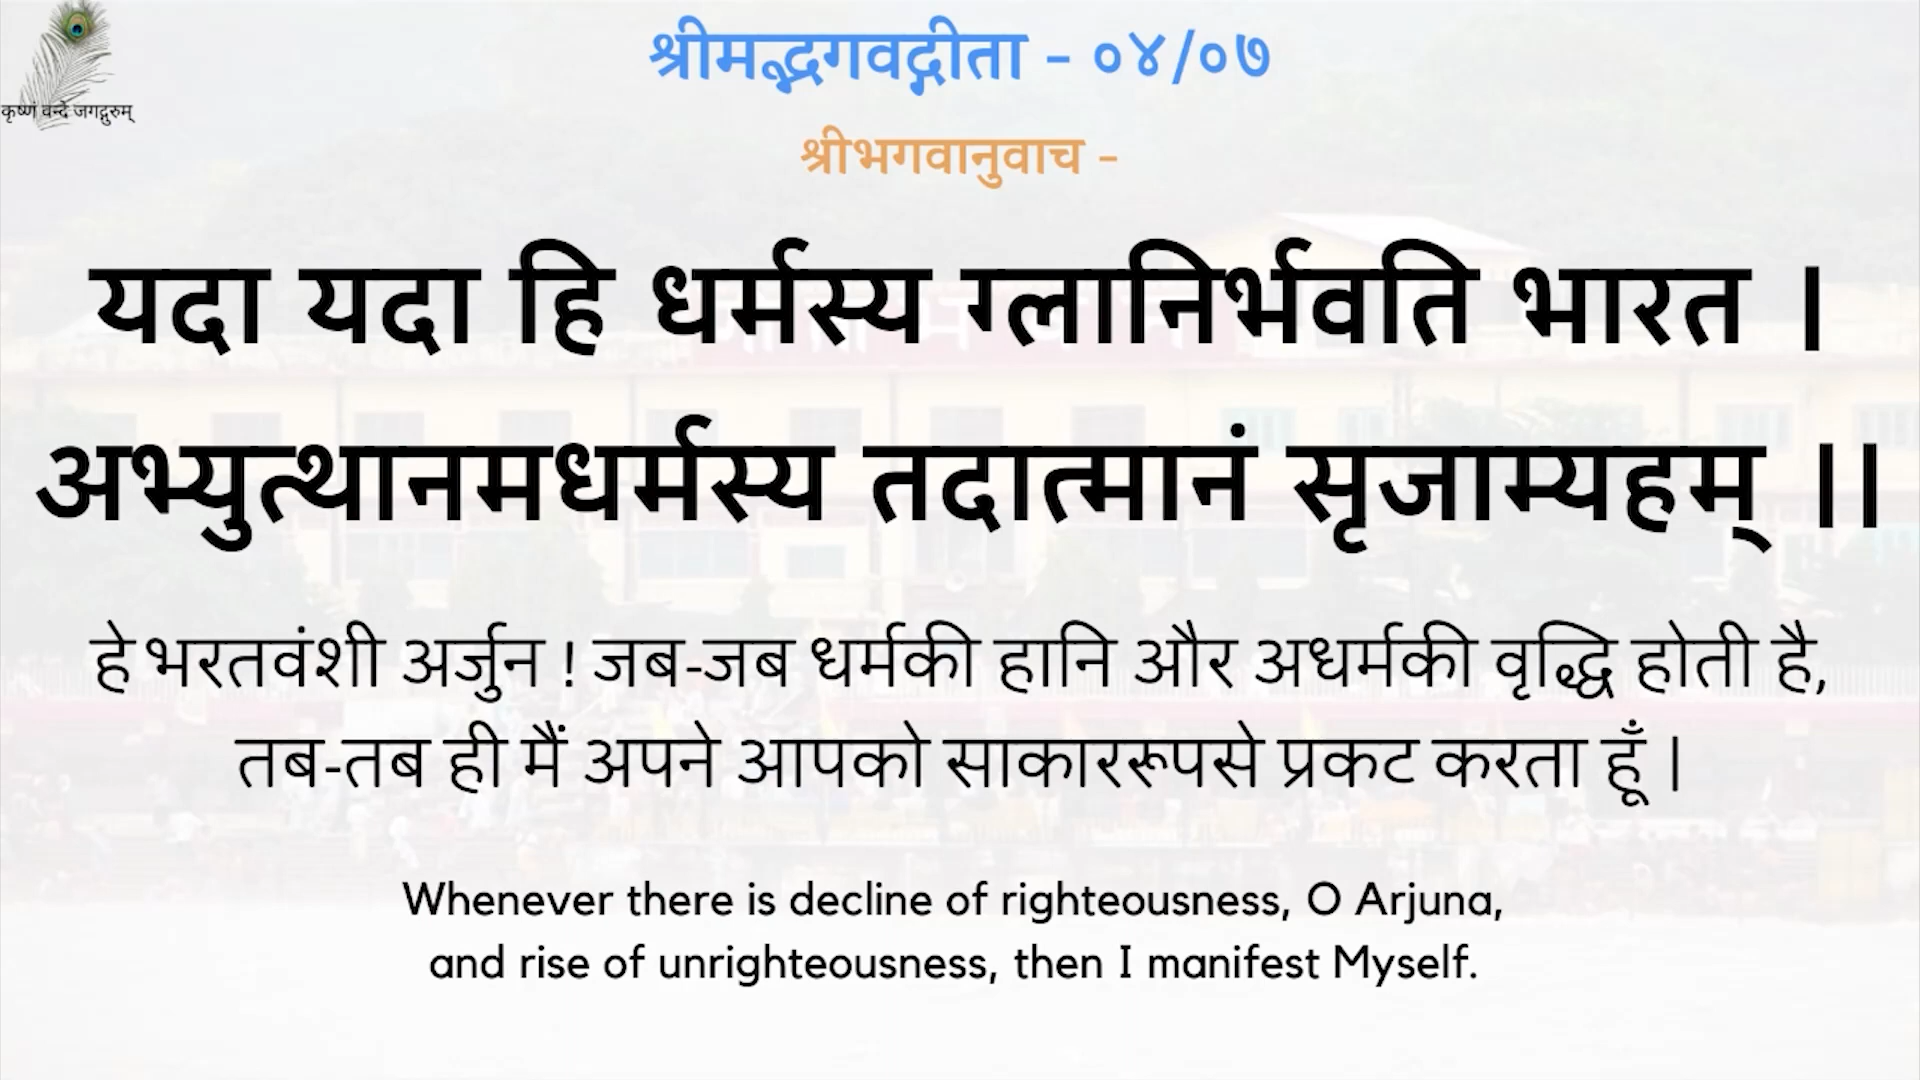 श्रीमद्भगवद्गीता - ०४/०७
कृष्णं वन्दे जगद्गुरुम्
श्रीभगवानुवाच -
यदा यदा हि धर्मस्य ग्लानिर्भवति भारत ।
अभ्युत्थानमधर्मस्य तदात्मानं सृजाम्यहम् ।।
हे भरतवंशी अर्जुन ! जब-जब धर्मकी हानि और अधर्मकी वृद्धि होती है,
तब-तब ही मैं अपने आपको साकाररूपसे प्रकट करता हूँ |
Whenever there is decline of righteousness, O Arjuna,
and rise of unrighteousness, then I manifest Myself.